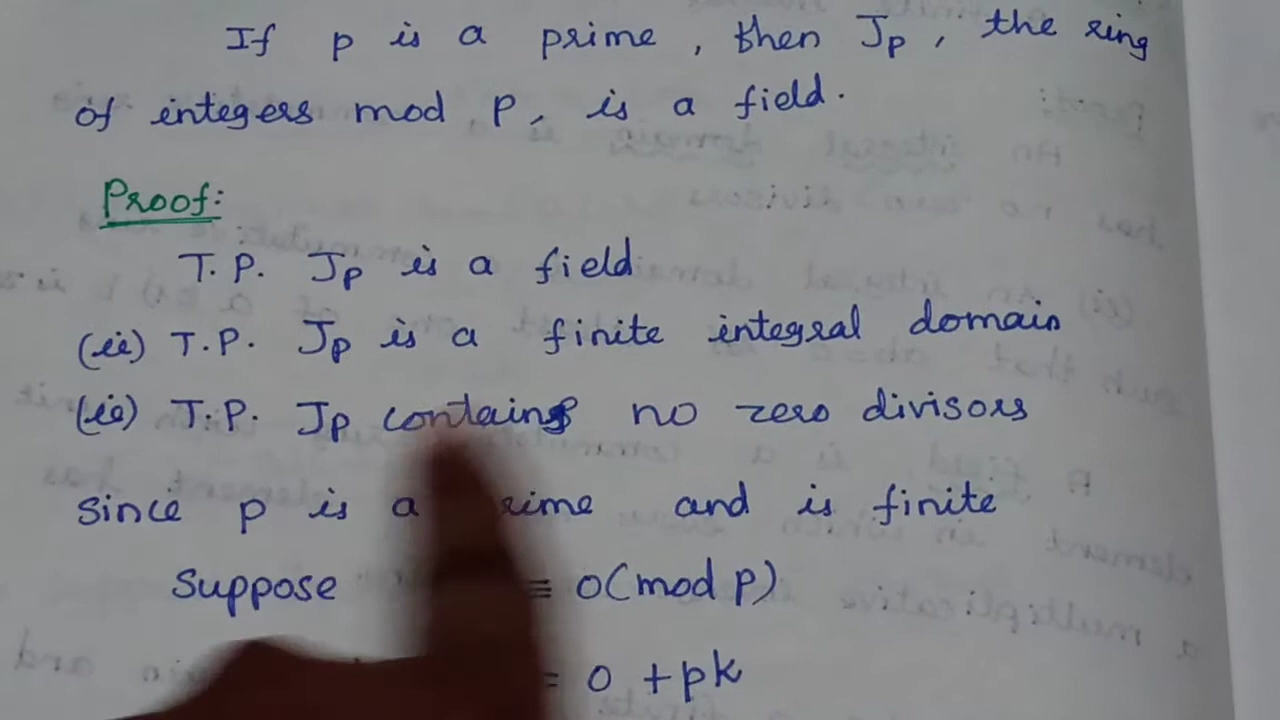 If p is a prime, then Jp, the ring
of integers mod p, is a field.
Proof:
T.P. Jp is a field
(ie) T.P. Jp is a finite integral domain
(ie) T.P. Jp contains no zero divisors
since p is a rime and is finite
Suppose ≡ 0(mod p)
= 0 + pk